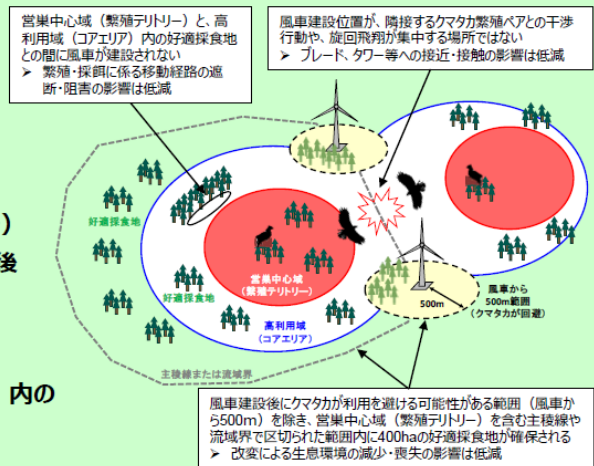 営巣中心域（繁殖テリトリー）と、高
利用域（コアエリア）内の好適採食地
との間に風車が建設されない
➢ 繁殖・採餌に係る移動経路の遮
断・阻害の影響は低減
風車建設位置が、隣接するクマタカ繁殖ペアとの干渉
行動や、旋回飛翔が集中する場所ではない
➢ ブレード、タワー等への接近・接触の影響は低減
）
後
内の
好適採食地
営巣中心域
（繁殖テリトリー）
好適採食地
高利用域
（コアエリア）
主稜線または流域界
500m
風車から
500m範囲
（クマタカが回避）
風車建設後にクマタカが利用を避ける可能性がある範囲（風車か
ら500m）を除き、営巣中心域（繁殖テリトリー）を含む主稜線や
流域界で区切られた範囲内に400haの好適採食地が確保される
➢ 改変による生息環境の減少・喪失の影響は低減